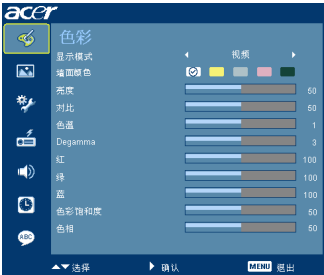 acer
色彩
显示模式 视频
墙面颜色
亮度 50
对比 50
色温 1
Degamma 3
红 100
绿 100
蓝 100
色彩饱和度 50
色相 50
ABC
选择 确认 MENU 退出